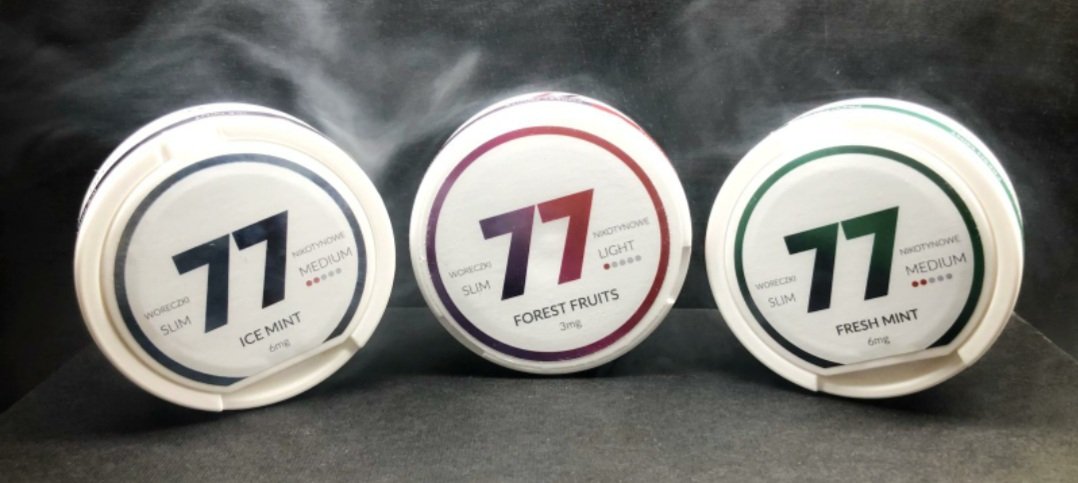 77
WORECZKI
SLIM
NIKOTYNOWE
MEDIUM
ICE MINT
6mg
77
WORECZKI
SLIM
NIKOTYNOWE
LIGHT
FOREST FRUITS
3mg
77
WORECZKI
SLIM
NIKOTYNOWE
MEDIUM
FRESH MINT
6mg